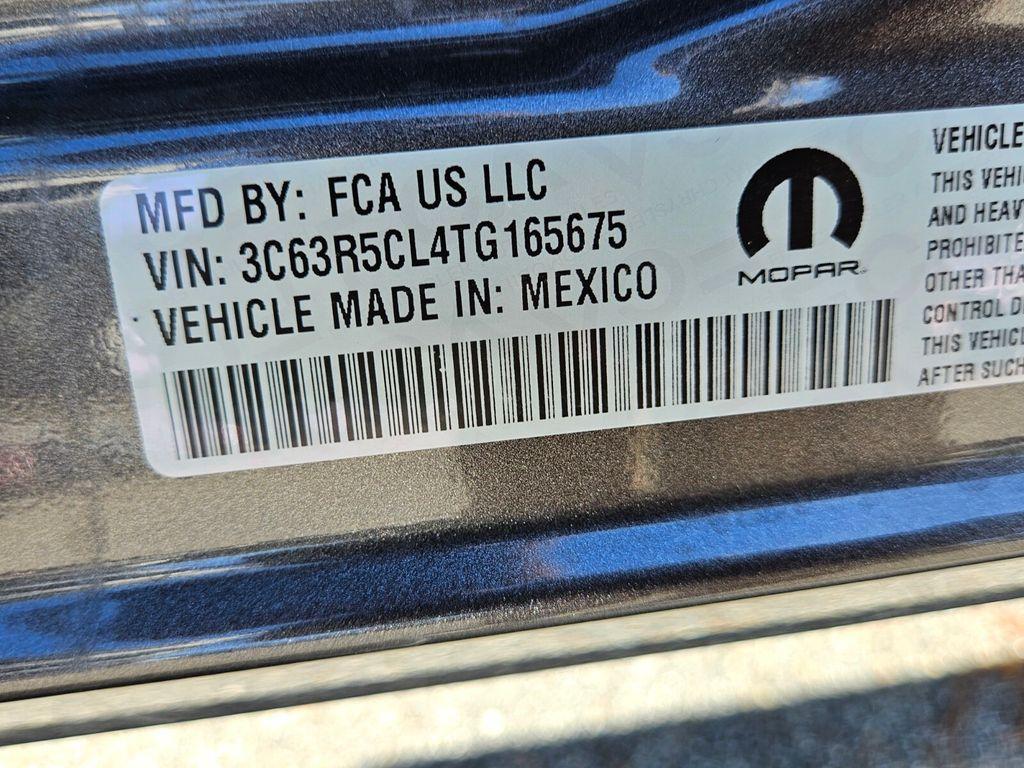 MFD BY: FCA US LLC
VIN: 3C63R5CL4TG165675
VEHICLE MADE IN: MEXICO
MOPAR
VEHICLE
THIS VEHI
AND HEAV
PROHIBITE
OTHER THA
CONTROL D
THIS VEHICL
AFTER SUCH